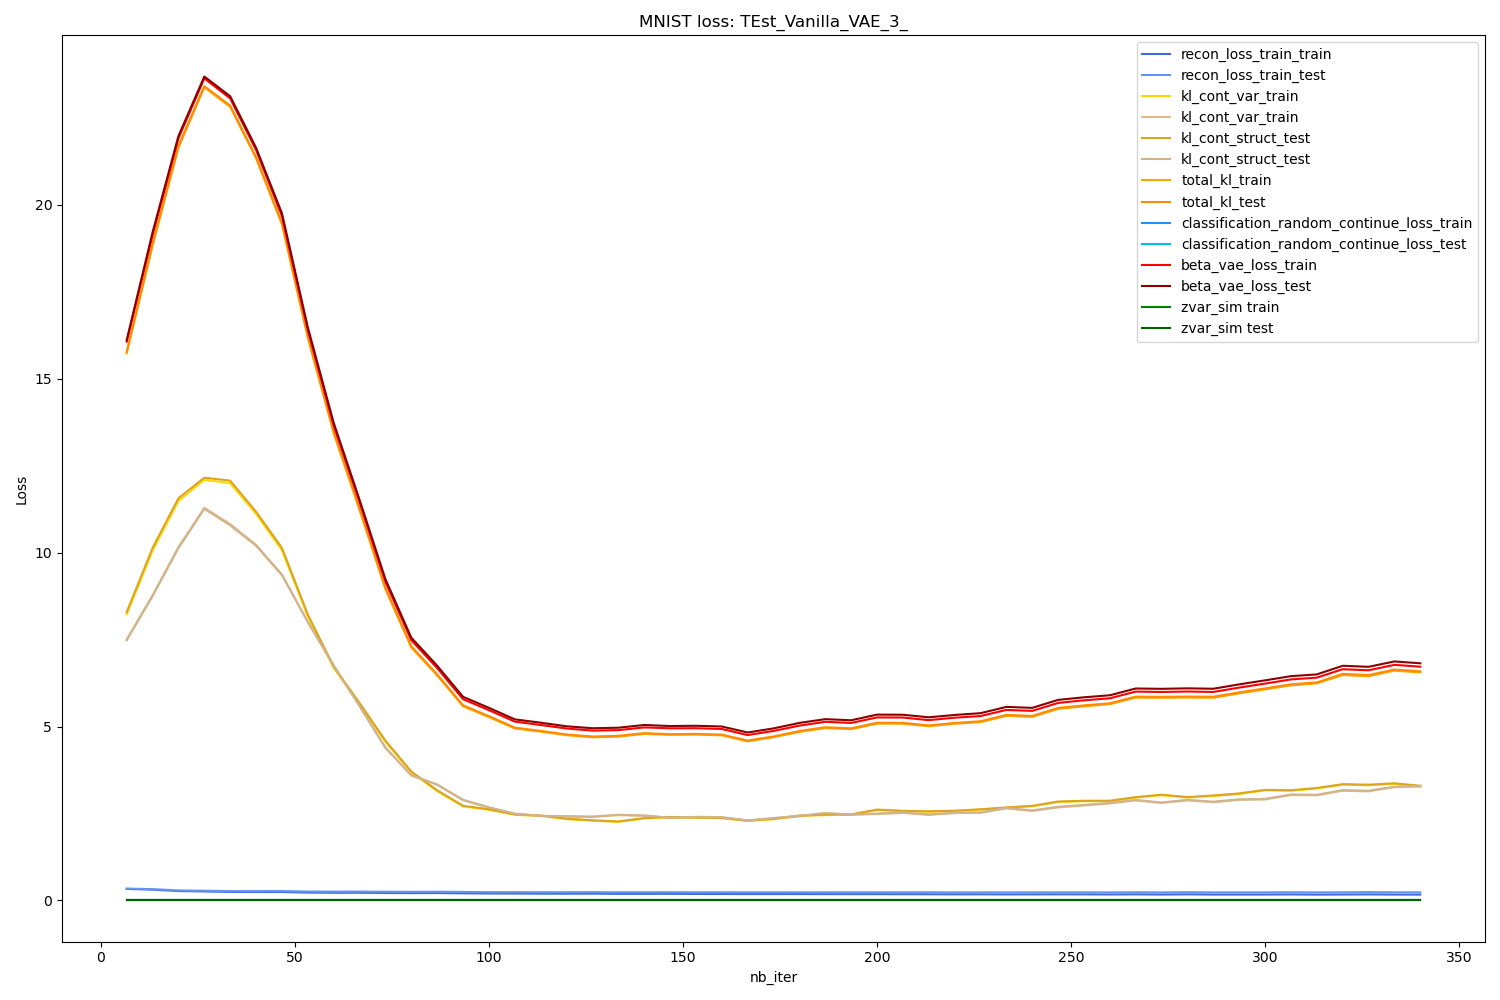 MNIST loss: TEst_Vanilla_VAE_3_
recon_loss_train_train
recon_loss_train_test
kl_cont_var_train
kl_cont_var_train
kl_cont_struct_test
kl_cont_struct_test
total_kl_train
total_kl_test
classification_random_continue_loss_train
classification_random_continue_loss_test
beta_vae_loss_train
beta_vae_loss_test
zvar_sim train
zvar_sim test
Loss
20
15
10
5
0
0 50 100 150 200 250 300 350
nb_iter